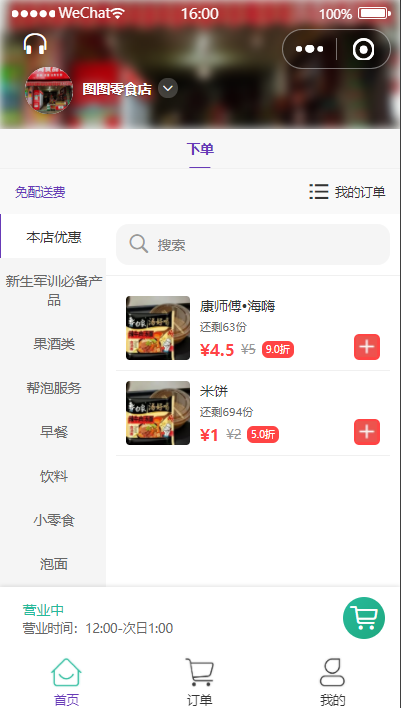 WeChat 16:00 100%
图图零食店
下单
免配送费
我的订单
本店优惠
新生军训必备产
品
果酒类
帮泡服务
早餐
饮料
小零食
泡面
搜索
康师傅•海嗨
还剩63份
¥4.5 ¥5 9.0折
米饼
还剩694份
¥1 ¥2 5.0折
营业中
营业时间：12:00-次日1:00
首页
订单
我的